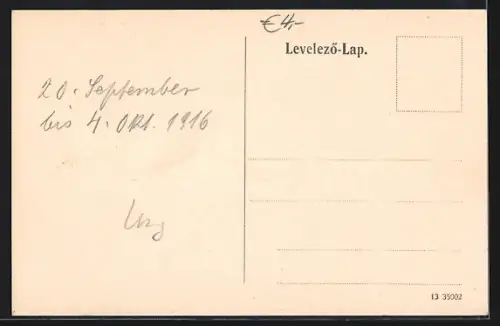 €4,-
Levelező-Lap.
20. September
bis 4. Okt. 1916
13 35002